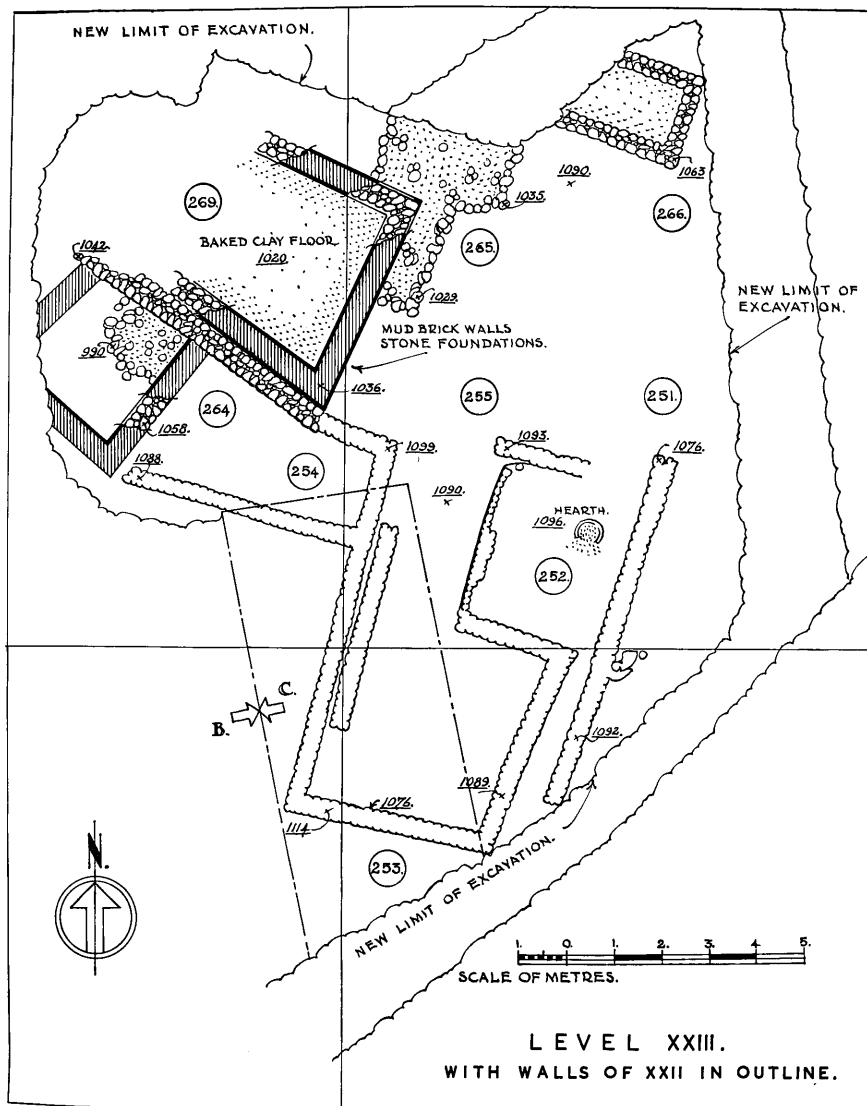 NEW LIMIT OF EXCAVATION.
1090.
1063
269.
1035.
266.
1042.
BAKED CLAY FLOOR
1020.
265.
NEW LIMIT OF
EXCAVATION.
1029.
MUD BRICK WALLS
STONE FOUNDATIONS.
990
1036.
264
255
251.
1058.
1099.
1093.
1076.
1088.
254.
1090.
HEARTH.
1096.
252.
C.
B.
1092.
1089.
1076.
1114.
N.
253.
NEW LIMIT OF EXCAVATION.
1. 0. 1. 2. 3. 4. 5.
SCALE OF METRES.
LEVEL XXIII.
WITH WALLS OF XXII IN OUTLINE.